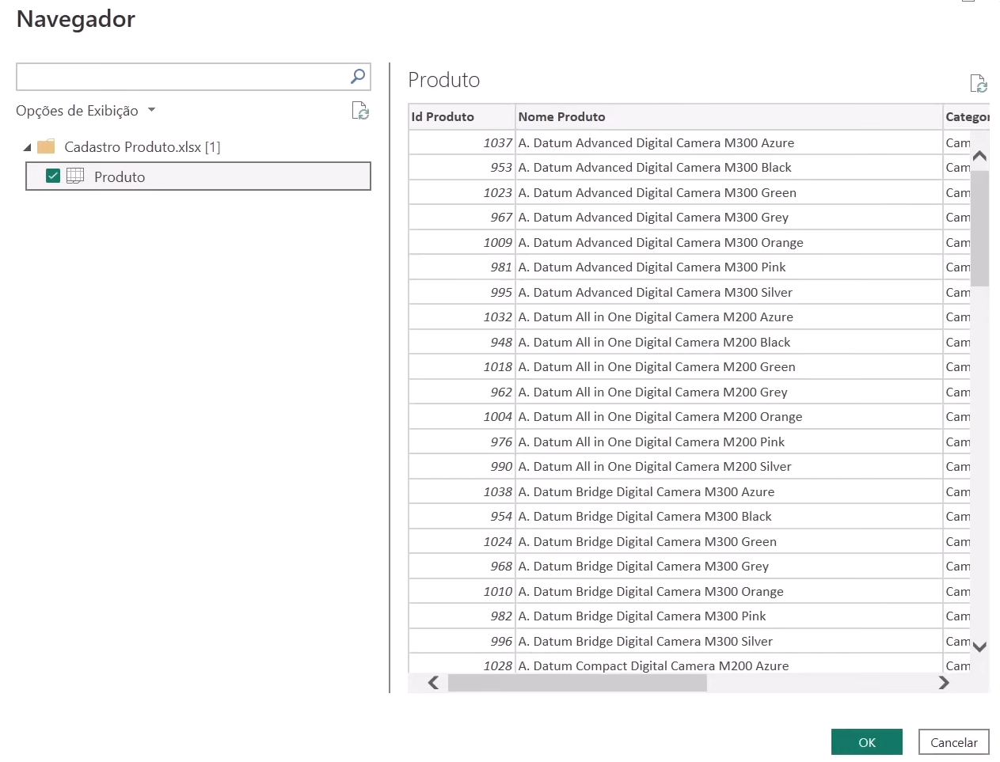 Navegador
Opções de Exibição
Cadastro Produto.xlsx [1]
Produto
Produto
Id Produto Nome Produto Categor
1037 A. Datum Advanced Digital Camera M300 Azure Cam
953 A. Datum Advanced Digital Camera M300 Black Cam
1023 A. Datum Advanced Digital Camera M300 Green Cam
967 A. Datum Advanced Digital Camera M300 Grey Cam
1009 A. Datum Advanced Digital Camera M300 Orange Cam
981 A. Datum Advanced Digital Camera M300 Pink Cam
995 A. Datum Advanced Digital Camera M300 Silver Cam
1032 A. Datum All in One Digital Camera M200 Azure Cam
948 A. Datum All in One Digital Camera M200 Black Cam
1018 A. Datum All in One Digital Camera M200 Green Cam
962 A. Datum All in One Digital Camera M200 Grey Cam
1004 A. Datum All in One Digital Camera M200 Orange Cam
976 A. Datum All in One Digital Camera M200 Pink Cam
990 A. Datum All in One Digital Camera M200 Silver Cam
1038 A. Datum Bridge Digital Camera M300 Azure Cam
954 A. Datum Bridge Digital Camera M300 Black Cam
1024 A. Datum Bridge Digital Camera M300 Green Cam
968 A. Datum Bridge Digital Camera M300 Grey Cam
1010 A. Datum Bridge Digital Camera M300 Orange Cam
982 A. Datum Bridge Digital Camera M300 Pink Cam
996 A. Datum Bridge Digital Camera M300 Silver Cam
1028 A. Datum Compact Digital Camera M200 Azure Cam
OK Cancelar